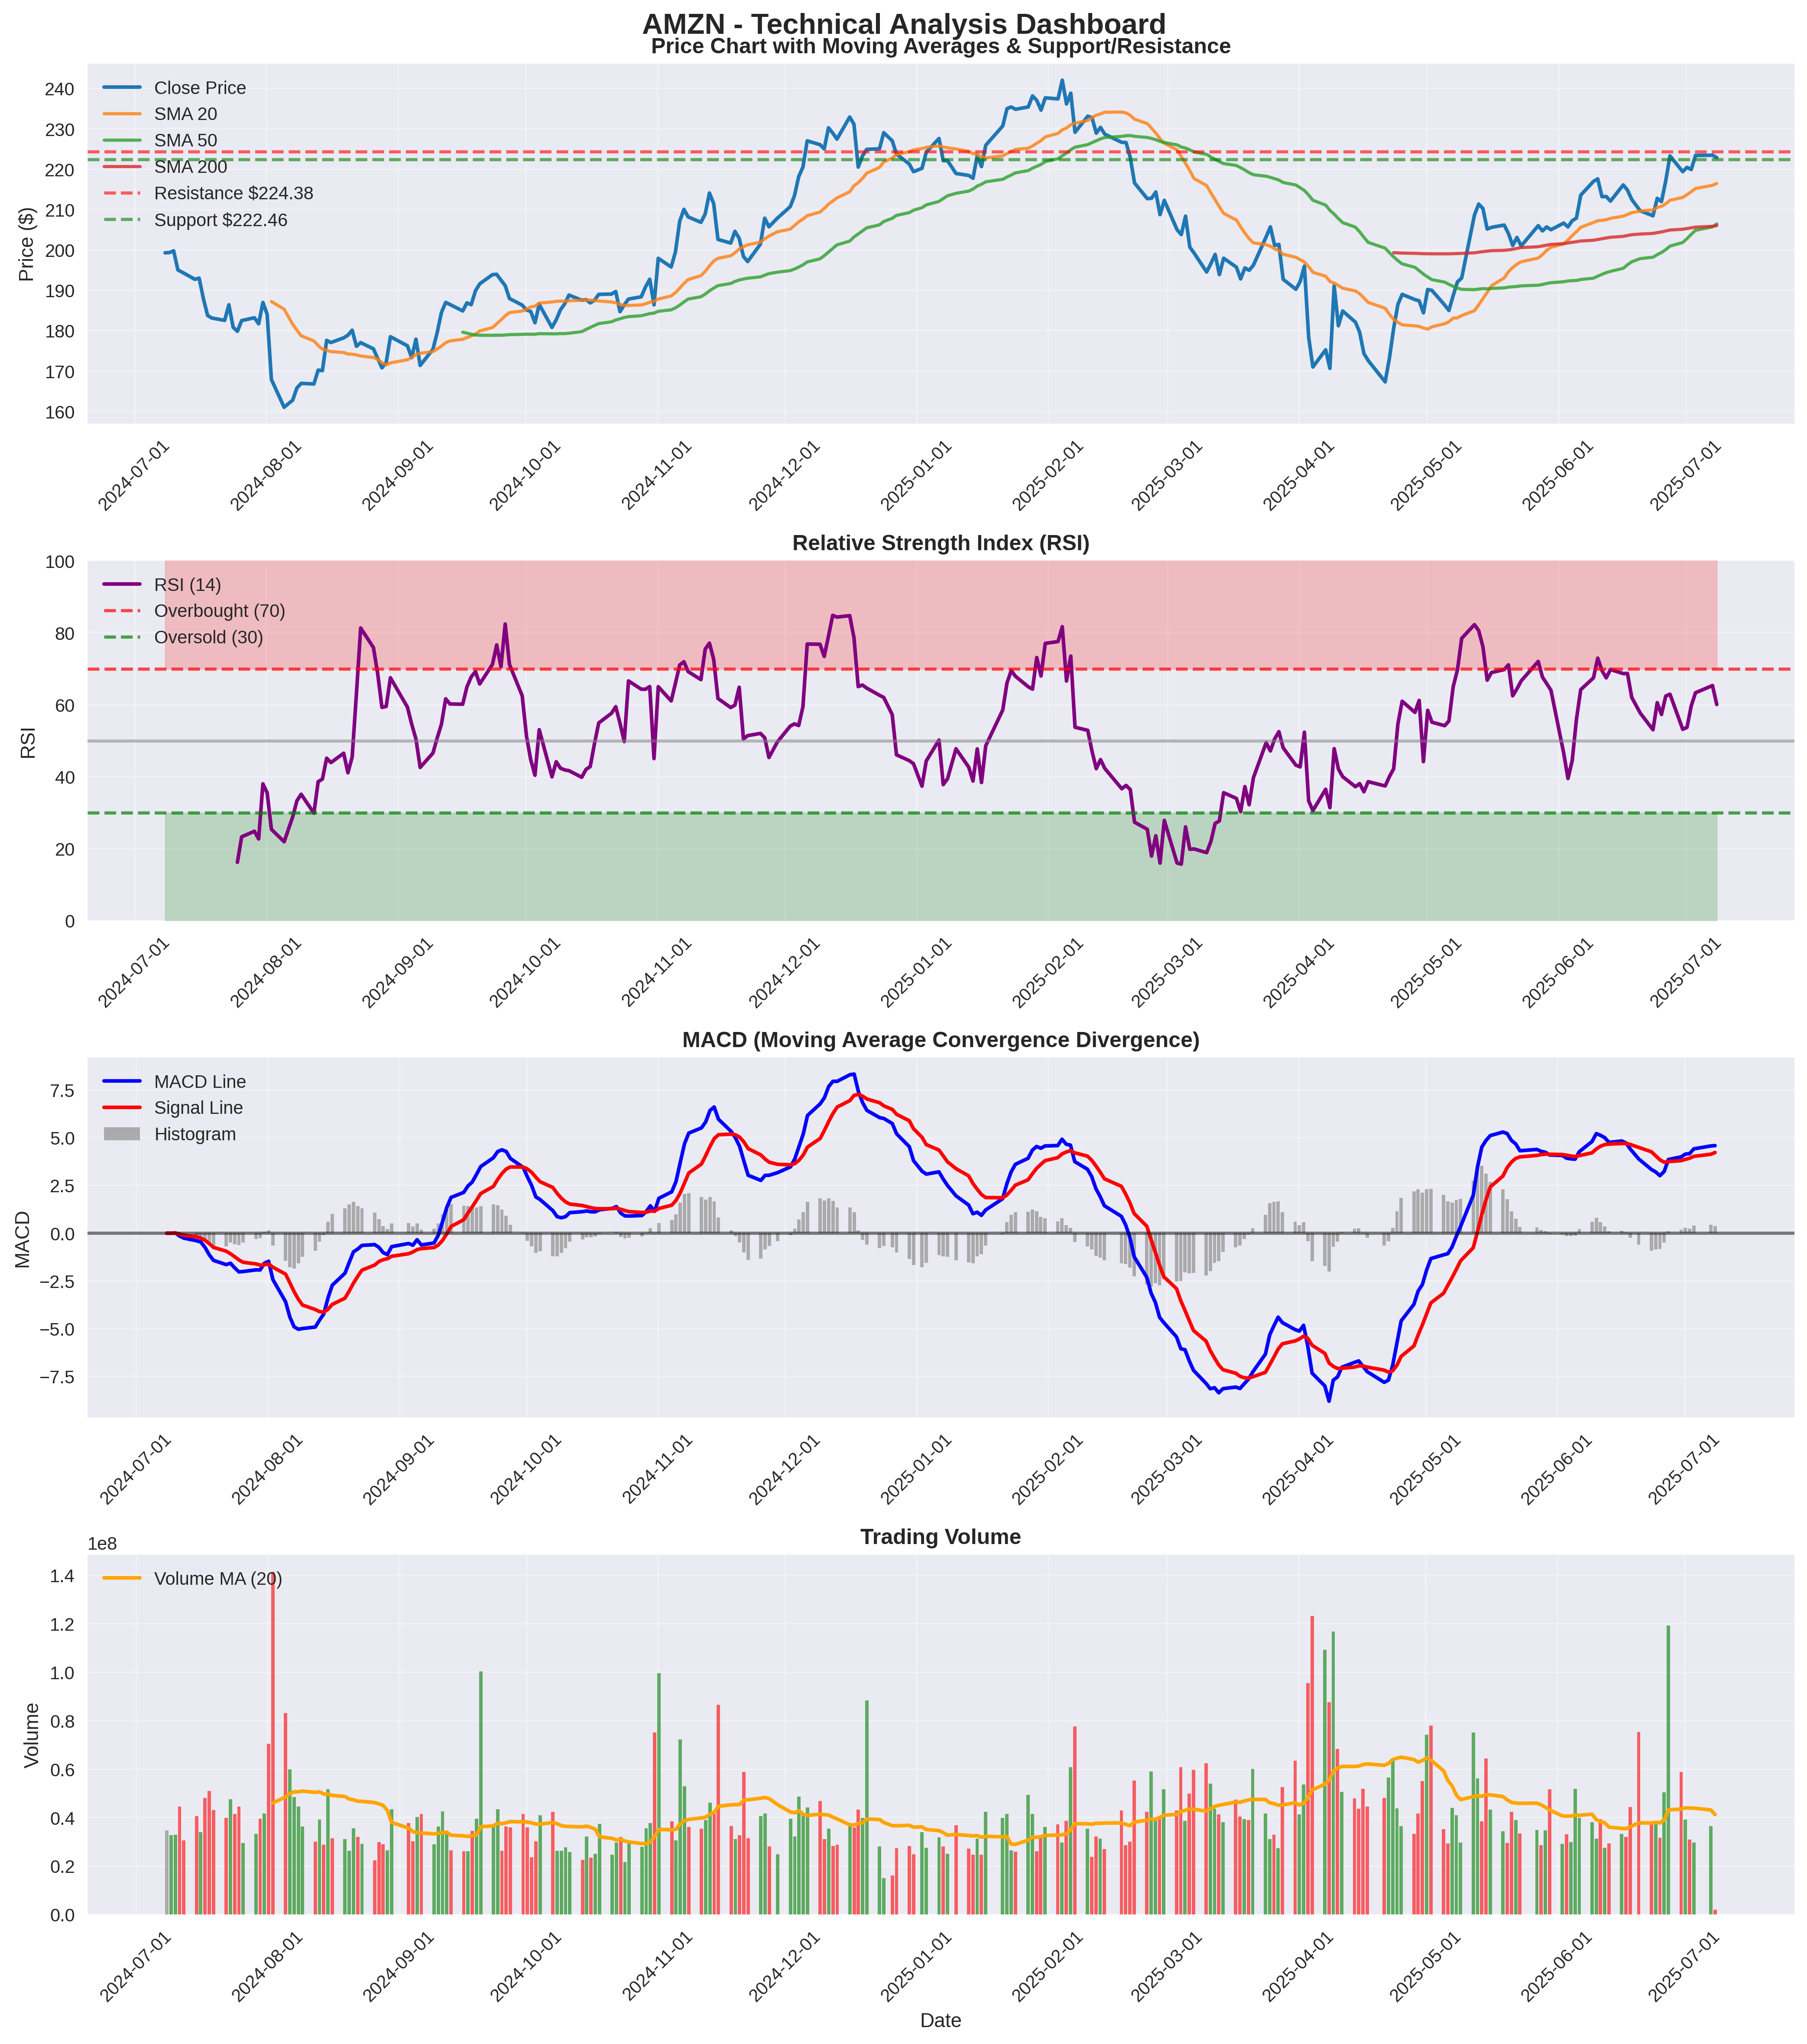 AMZN - Technical Analysis Dashboard
Price Chart with Moving Averages & Support/Resistance
Close Price
SMA 20
SMA 50
SMA 200
Resistance $224.38
Support $222.46
Price ($)
240
230
220
210
200
190
180
170
160
2024-07-01 2024-08-01 2024-09-01 2024-10-01 2024-11-01 2024-12-01 2025-01-01 2025-02-01 2025-03-01 2025-04-01 2025-05-01 2025-06-01 2025-07-01
Relative Strength Index (RSI)
RSI (14)
Overbought (70)
Oversold (30)
RSI
100
80
60
40
20
0
2024-07-01 2024-08-01 2024-09-01 2024-10-01 2024-11-01 2024-12-01 2025-01-01 2025-02-01 2025-03-01 2025-04-01 2025-05-01 2025-06-01 2025-07-01
MACD (Moving Average Convergence Divergence)
MACD Line
Signal Line
Histogram
MACD
7.5
5.0
2.5
0.0
−2.5
−5.0
−7.5
2024-07-01 2024-08-01 2024-09-01 2024-10-01 2024-11-01 2024-12-01 2025-01-01 2025-02-01 2025-03-01 2025-04-01 2025-05-01 2025-06-01 2025-07-01
Trading Volume
1e8
Volume MA (20)
Volume
1.4
1.2
1.0
0.8
0.6
0.4
0.2
0.0
2024-07-01 2024-08-01 2024-09-01 2024-10-01 2024-11-01 2024-12-01 2025-01-01 2025-02-01 2025-03-01 2025-04-01 2025-05-01 2025-06-01 2025-07-01
Date